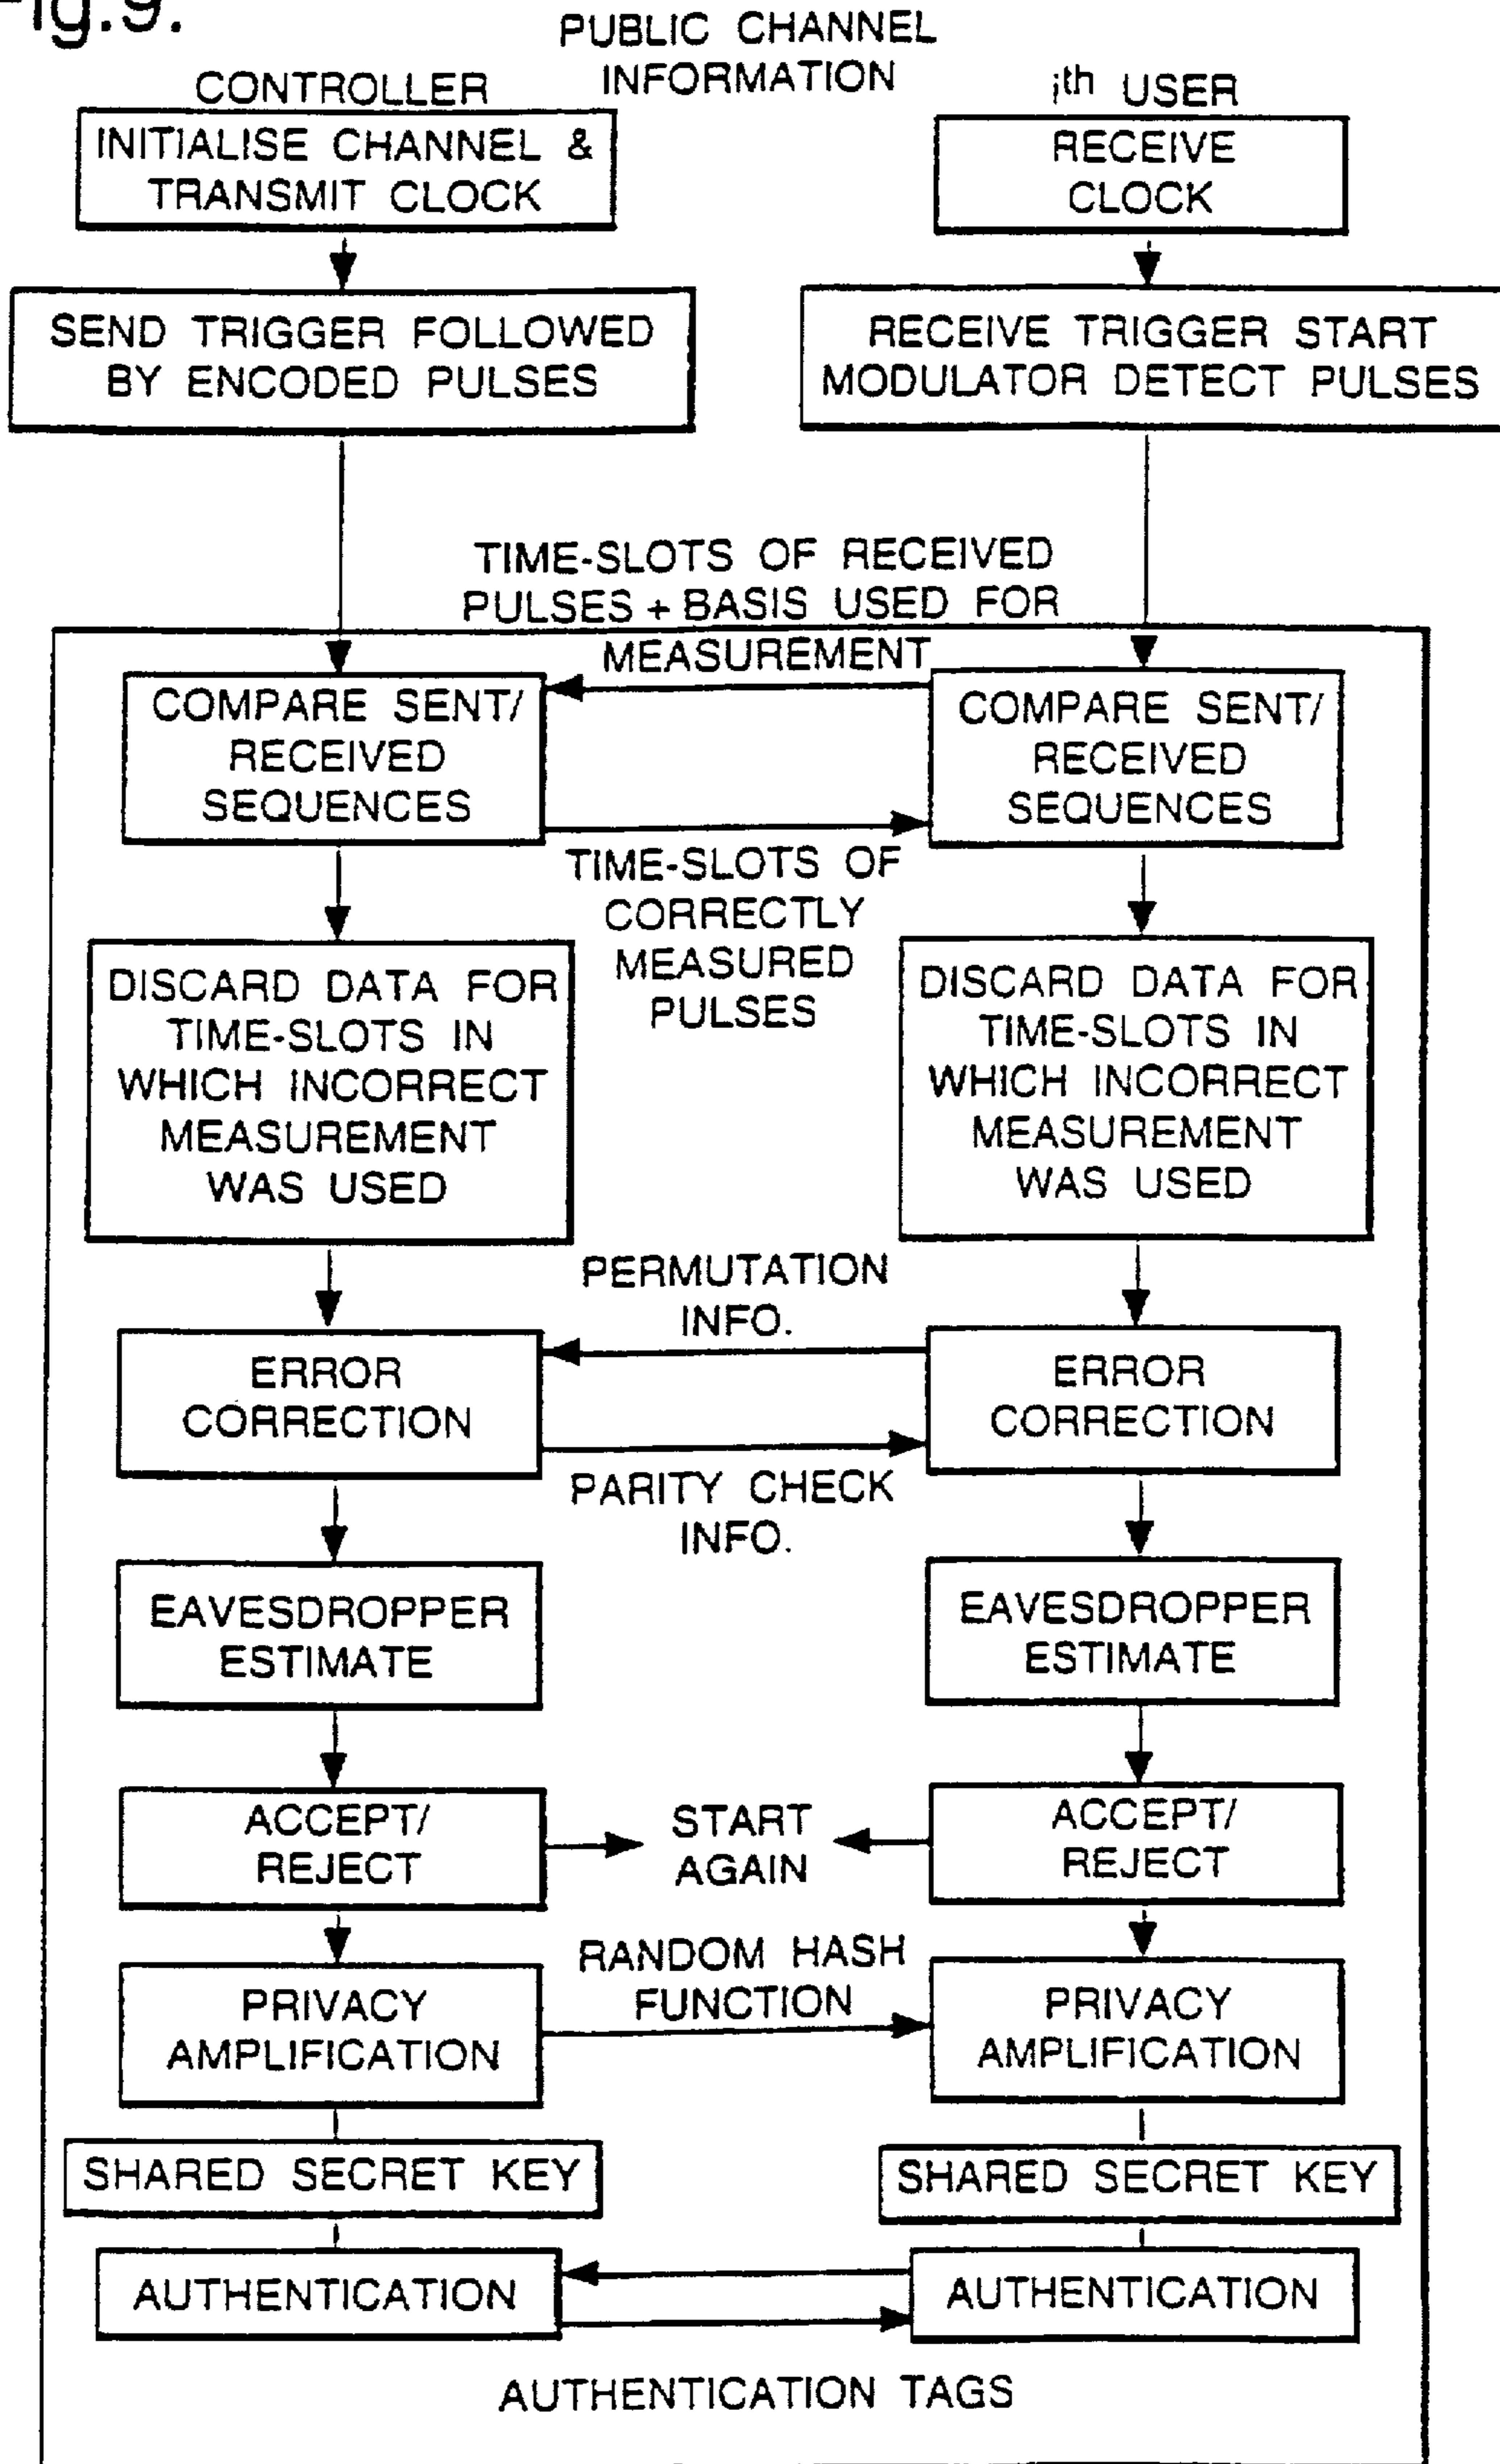 Fig.9.
PUBLIC CHANNEL
INFORMATION
CONTROLLER
ith USER
INITIALISE CHANNEL &
TRANSMIT CLOCK
RECEIVE
CLOCK
SEND TRIGGER FOLLOWED
BY ENCODED PULSES
RECEIVE TRIGGER START
MODULATOR DETECT PULSES
TIME-SLOTS OF RECEIVED
PULSES + BASIS USED FOR
MEASUREMENT
COMPARE SENT/
RECEIVED
SEQUENCES
COMPARE SENT/
RECEIVED
SEQUENCES
TIME-SLOTS OF
CORRECTLY
MEASURED
PULSES
DISCARD DATA FOR
TIME-SLOTS IN
WHICH INCORRECT
MEASUREMENT
WAS USED
DISCARD DATA FOR
TIME-SLOTS IN
WHICH INCORRECT
MEASUREMENT
WAS USED
PERMUTATION
INFO.
ERROR
CORRECTION
ERROR
CORRECTION
PARITY CHECK
INFO.
EAVESDROPPER
ESTIMATE
EAVESDROPPER
ESTIMATE
ACCEPT/
REJECT
START
AGAIN
ACCEPT/
REJECT
RANDOM HASH
FUNCTION
PRIVACY
AMPLIFICATION
PRIVACY
AMPLIFICATION
SHARED SECRET KEY
SHARED SECRET KEY
AUTHENTICATION
AUTHENTICATION
AUTHENTICATION TAGS